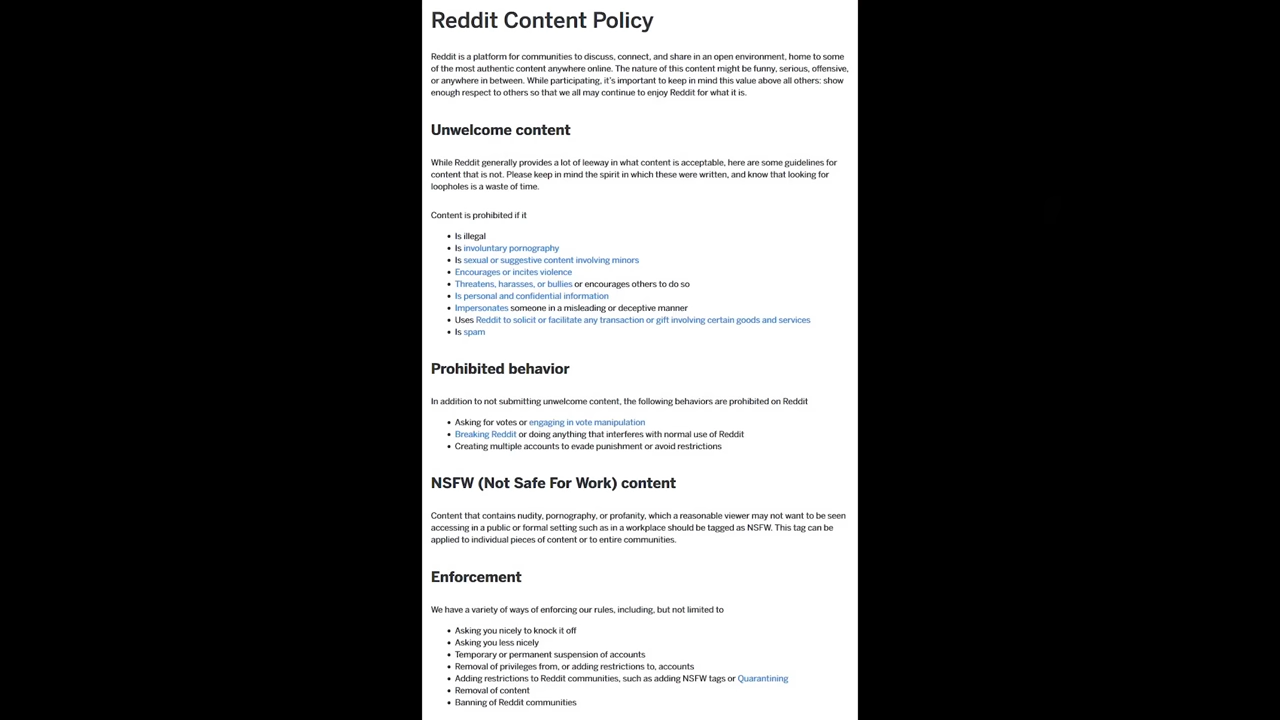 Reddit Content Policy
Reddit is a platform for communities to discuss, connect, and share in an open environment, home to some
of the most authentic content anywhere online. The nature of this content might be funny, serious, offensive,
or anywhere in between. While participating, it's important to keep in mind this value above all others: show
enough respect to others so that we all may continue to enjoy Reddit for what it is.
Unwelcome content
While Reddit generally provides a lot of leeway in what content is acceptable, here are some guidelines for
content that is not. Please keep in mind the spirit in which these were written, and know that looking for
loopholes is a waste of time.
Content is prohibited if it
• Is illegal
• Is involuntary pornography
• Is sexual or suggestive content involving minors
• Encourages or incites violence
• Threatens, harasses, or bullies or encourages others to do so
• Is personal and confidential information
• Impersonates someone in a misleading or deceptive manner
• Uses Reddit to solicit or facilitate any transaction or gift involving certain goods and services
• Is spam
Prohibited behavior
In addition to not submitting unwelcome content, the following behaviors are prohibited on Reddit
• Asking for votes or engaging in vote manipulation
• Breaking Reddit or doing anything that interferes with normal use of Reddit
• Creating multiple accounts to evade punishment or avoid restrictions
NSFW (Not Safe For Work) content
Content that contains nudity, pornography, or profanity, which a reasonable viewer may not want to be seen
accessing in a public or formal setting such as in a workplace should be tagged as NSFW. This tag can be
applied to individual pieces of content or to entire communities.
Enforcement
We have a variety of ways of enforcing our rules, including, but not limited to
• Asking you nicely to knock it off
• Asking you less nicely
• Temporary or permanent suspension of accounts
• Removal of privileges from, or adding restrictions to, accounts
• Adding restrictions to Reddit communities, such as adding NSFW tags or Quarantining
• Removal of content
• Banning of Reddit communities